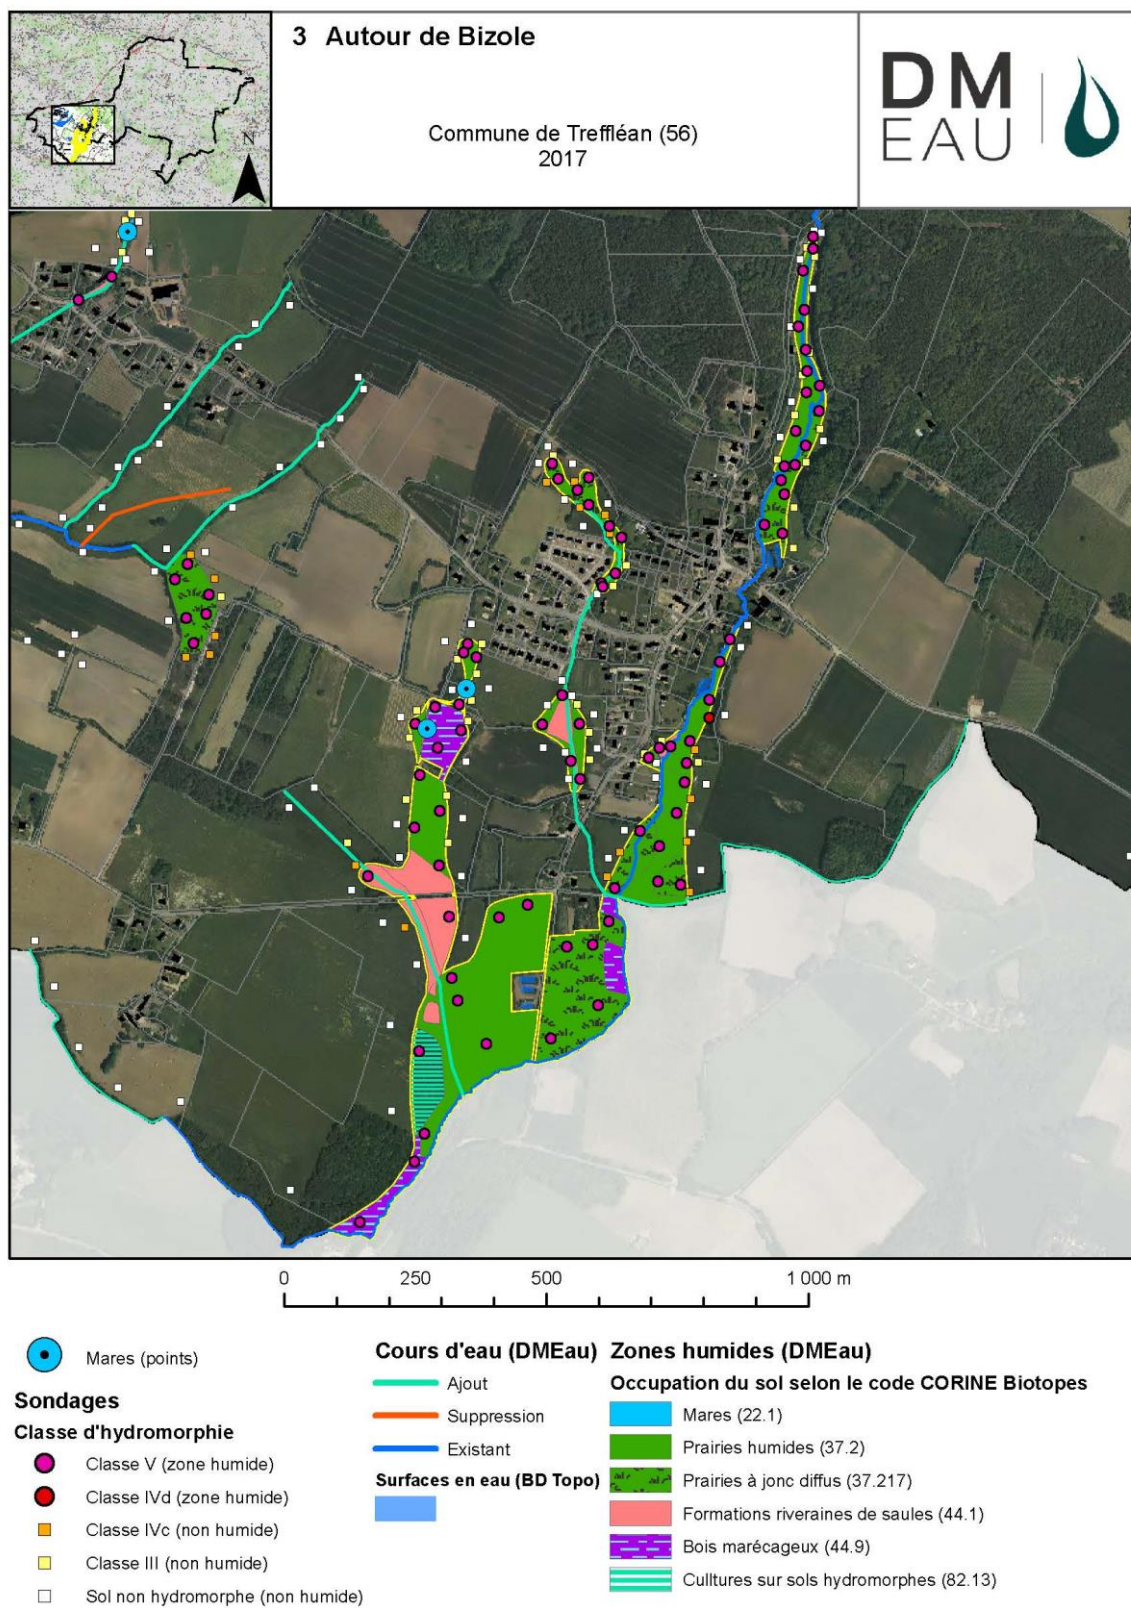 3 Autour de Bizole
Commune de Treffléan (56)
2017
DM
EAU
N
0 250 500 1 000 m
Mares (points)
Sondages
Classe d'hydromorphie
Classe V (zone humide)
Classe IVd (zone humide)
Classe IVc (non humide)
Classe III (non humide)
Sol non hydromorphe (non humide)
Cours d'eau (DMEau)
Ajout
Suppression
Existant
Surfaces en eau (BD Topo)
Zones humides (DMEau)
Occupation du sol selon le code CORINE Biotopes
Mares (22.1)
Prairies humides (37.2)
Prairies à jonc diffus (37.217)
Formations riveraines de saules (44.1)
Bois marécageux (44.9)
Culltures sur sols hydromorphes (82.13)